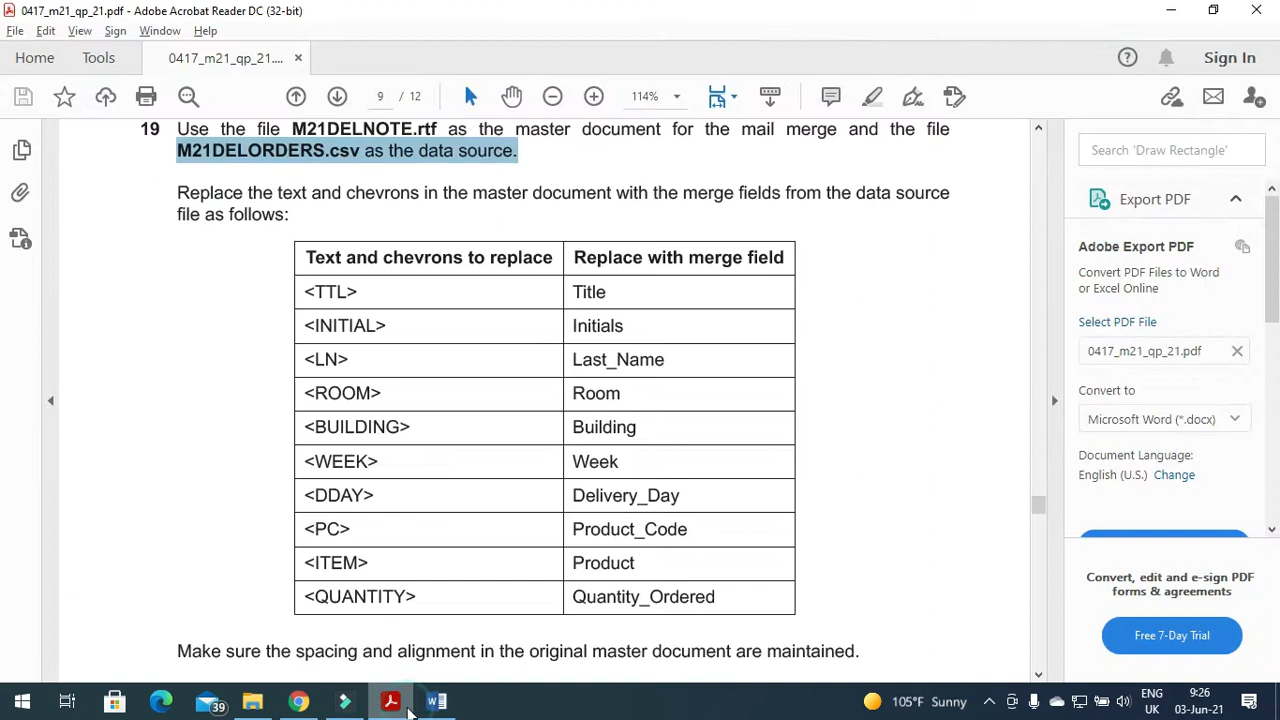 0417_m21_qp_21.pdf - Adobe Acrobat Reader DC (32-bit)
File Edit View Sign Window Help
Home Tools 0417_m21_qp_21.... × Sign In
9 / 12 114%
19 Use the file M21DELNOTE.rtf as the master document for the mail merge and the file
M21DELORDERS.csv as the data source.
Replace the text and chevrons in the master document with the merge fields from the data source
file as follows:
Text and chevrons to replace Replace with merge field
<TTL> Title
<INITIAL> Initials
<LN> Last_Name
<ROOM> Room
<BUILDING> Building
<WEEK> Week
<DDAY> Delivery_Day
<PC> Product_Code
<ITEM> Product
<QUANTITY> Quantity_Ordered
Make sure the spacing and alignment in the original master document are maintained.
Search 'Draw Rectangle'
Export PDF
Adobe Export PDF
Convert PDF Files to Word
or Excel Online
Select PDF File
0417_m21_qp_21.pdf
Convert to
Microsoft Word (*.docx)
Document Language:
English (U.S.) Change
Convert, edit and e-sign PDF
forms & agreements
Free 7-Day Trial
39
105°F Sunny
ENG
UK
9:26
03-Jun-21